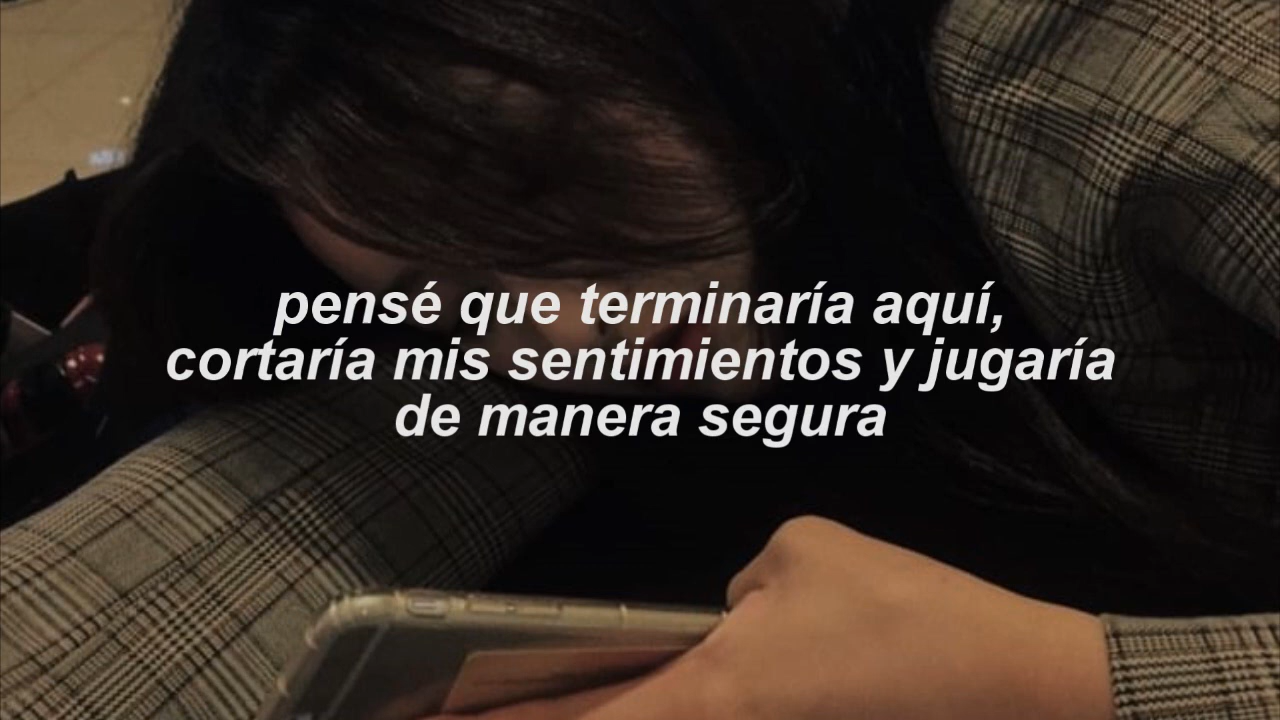 pensé que terminaría aquí,
cortaría mis sentimientos y jugaría
de manera segura